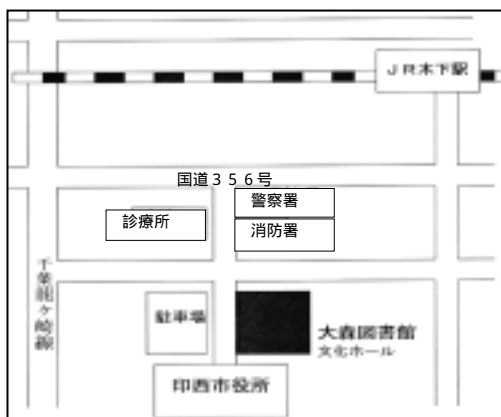 JR木下駅
国道356号
警察署
診療所
消防署
千葉龍ヶ崎線
駐車場
大森図書館
文化ホール
印西市役所